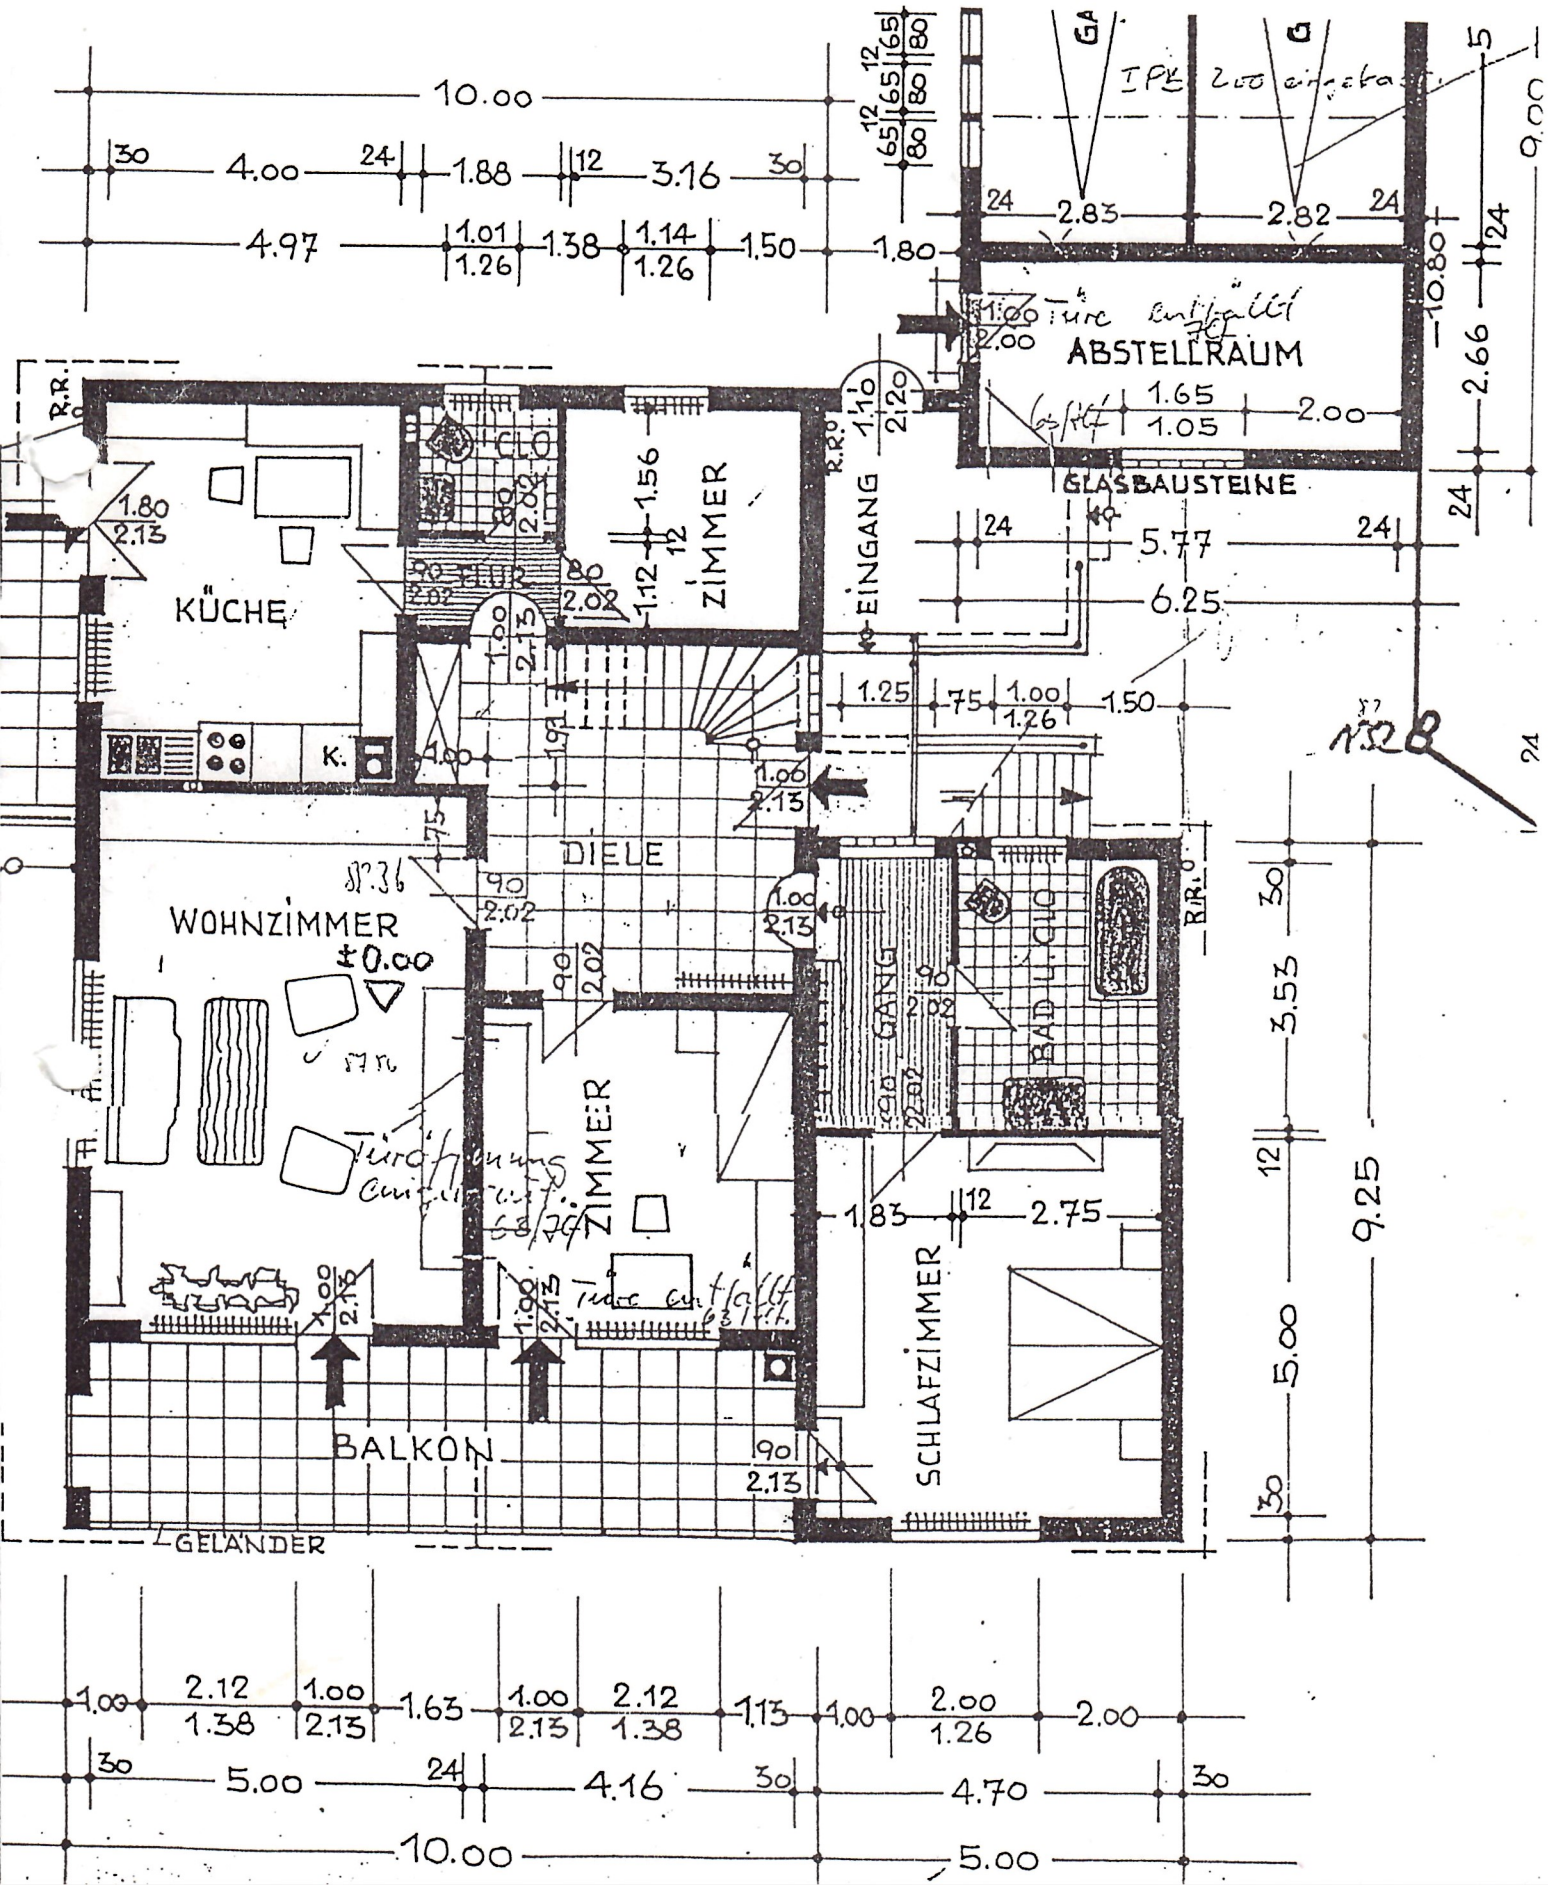 10.00
30 4.00 24 1.88 12 3.16 30
4.97 1.01 1.38 1.14 1.50 1.80
1.26 1.26
12 65 12 65 65
80 80 80
GA G
IPE 200
24 2.83 2.82 24
5
9.00
24
10.80
2.66
24
1.00
2.00
Türe entfällt
ABSTELLRAUM
1.65 2.00
1.05
GLASBAUSTEINE
24 5.77 24
6.25
R.R.
1.80
2.13
KÜCHE
K.
CLO
80
2.02
FLUR
90
2.02
80
2.02
1.00
2.13
1.56
12
1.12
ZIMMER
R.R.
1.10
2.20
EINGANG
1.25 75 1.00 1.50
1.26
1.00
75
1.00
2.13
DIELE
90
2.02
90
2.02
1.00
2.13
WOHNZIMMER
±0.00
GANG
90
2.02
90
2.02
BAD U. CLO
R.R.
ZIMMER
Türöffnung
Türe entfällt
1.00
2.13
1.00
2.13
1.83 12 2.75
SCHLAFZIMMER
BALKON
90
2.13
GELÄNDER
24
30
3.53
12
5.00
30
9.25
1.00 2.12 1.00 1.63 1.00 2.12 1.13 1.00 2.00 2.00
1.38 2.13 2.13 1.38 1.26
30 5.00 24 4.16 30 4.70 30
10.00 5.00